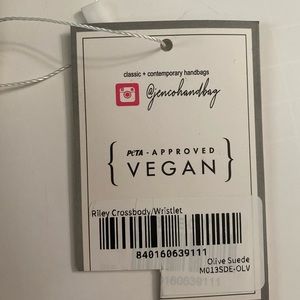 classic + contemporary handbags
@jencohandbag
PETA - APPROVED
VEGAN
Riley Crossbody/Wristlet
840160639111
Olive Suede
M013SDE-OLV